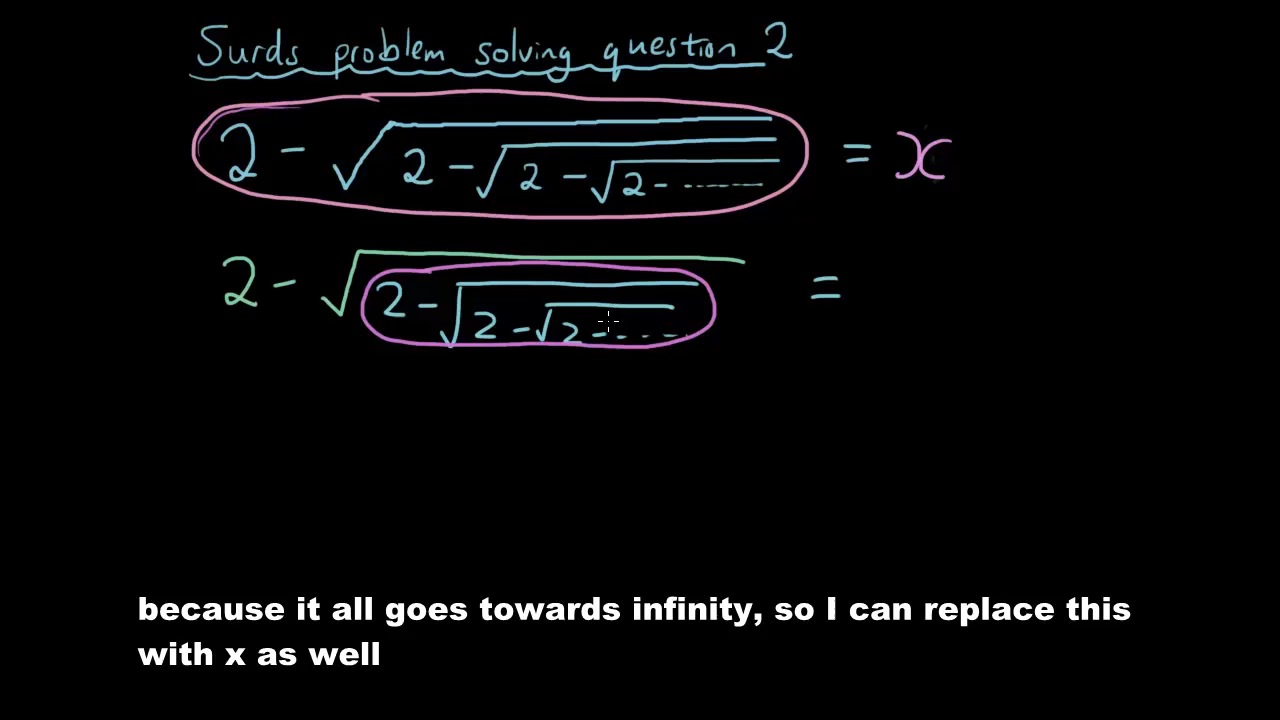 Surds problem solving question 2
2 - √(2 - √(2 - √(2 - ........ = x
2 - √(2 - √(2 - √(2 - ..... =
because it all goes towards infinity, so I can replace this
with x as well